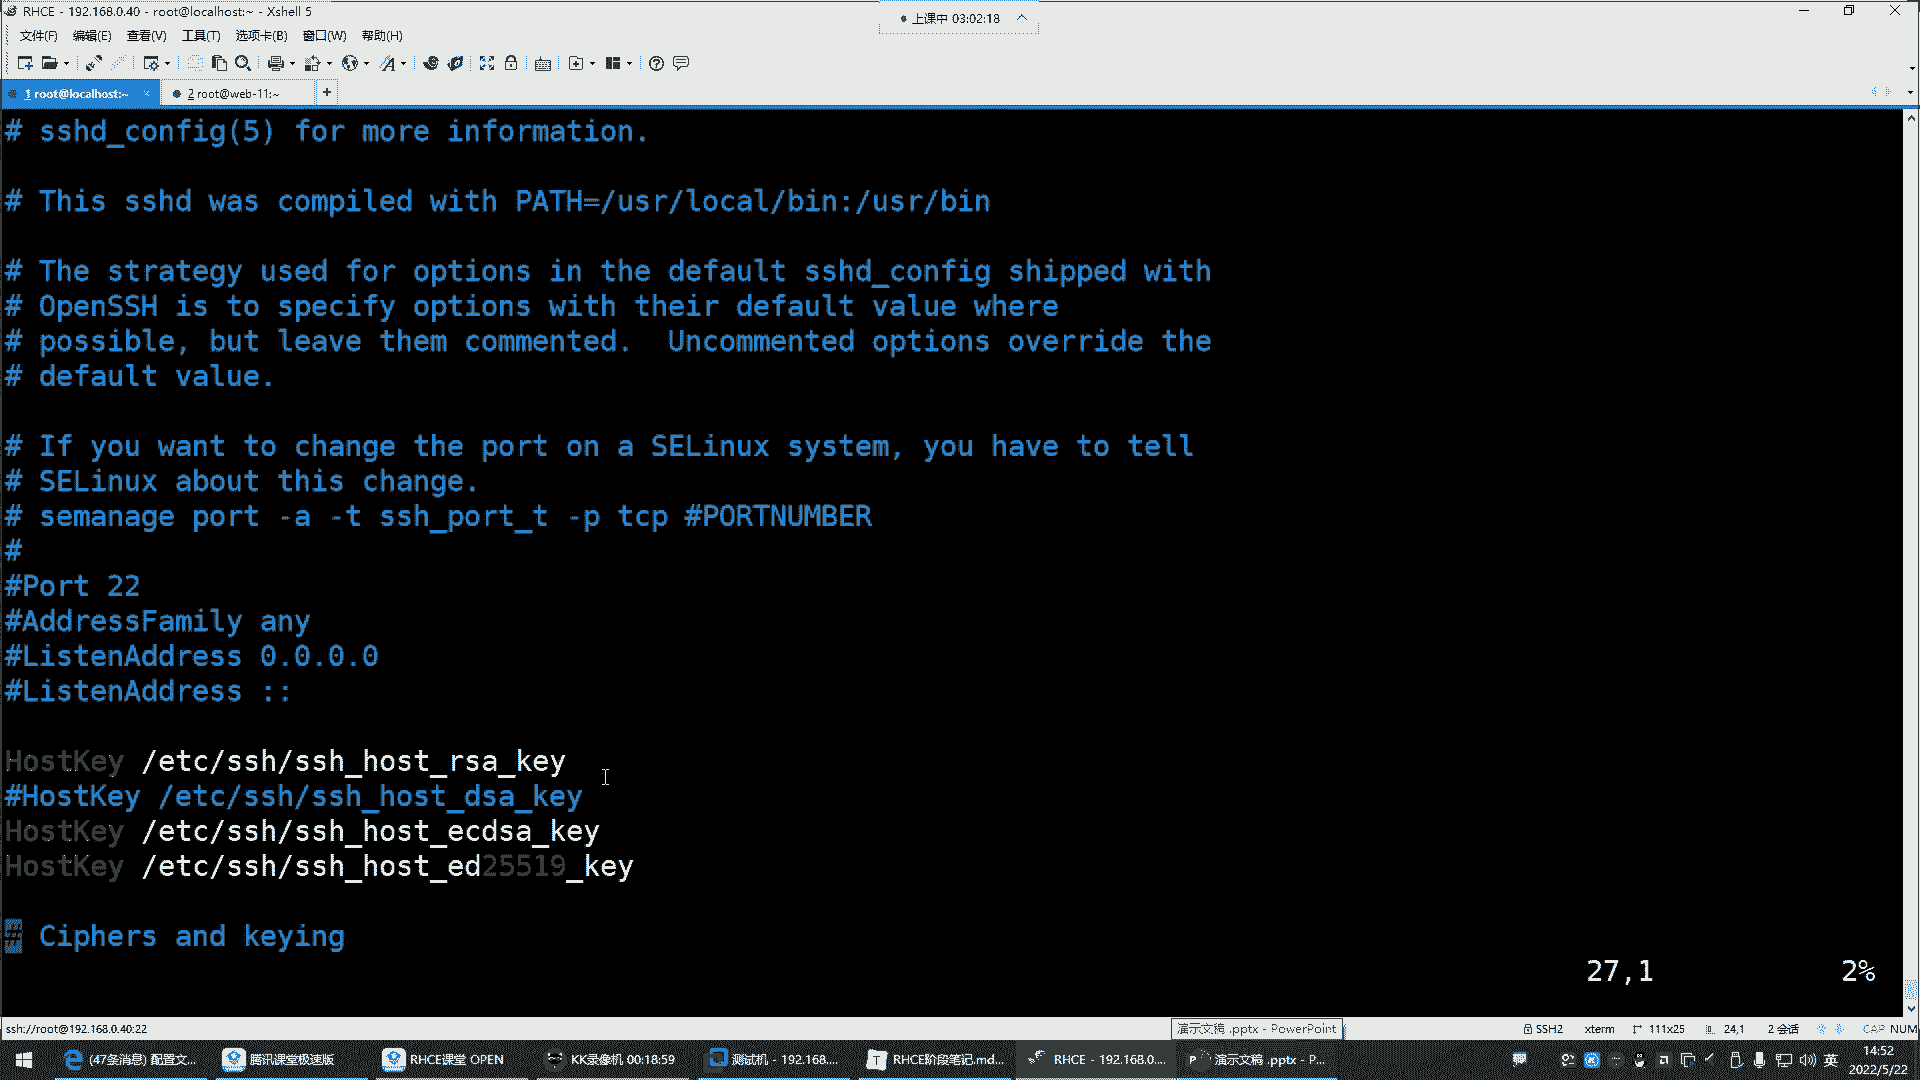 RHCE - 192.168.0.40 - root@localhost:~ - Xshell 5
上课中 03:02:18
文件(F) 编辑(E) 查看(V) 工具(T) 选项卡(B) 窗口(W) 帮助(H)
1 root@localhost:~ × 2 root@web-11:~ +
# sshd_config(5) for more information.
# This sshd was compiled with PATH=/usr/local/bin:/usr/bin
# The strategy used for options in the default sshd_config shipped with
# OpenSSH is to specify options with their default value where
# possible, but leave them commented.  Uncommented options override the
# default value.
# If you want to change the port on a SELinux system, you have to tell
# SELinux about this change.
# semanage port -a -t ssh_port_t -p tcp #PORTNUMBER
#
#Port 22
#AddressFamily any
#ListenAddress 0.0.0.0
#ListenAddress ::
HostKey /etc/ssh/ssh_host_rsa_key
#HostKey /etc/ssh/ssh_host_dsa_key
HostKey /etc/ssh/ssh_host_ecdsa_key
HostKey /etc/ssh/ssh_host_ed25519_key
# Ciphers and keying
27,1 2%
ssh://root@192.168.0.40:22 演示文稿 .pptx - PowerPoint SSH2 xterm 111x25 24,1 2 会话 CAP NUM
(47条消息) 配置文... 腾讯课堂极速版 RHCE课堂 OPEN KK录像机 00:18:59 测试机 - 192.168.... RHCE阶段笔记.md... RHCE - 192.168.0.... 演示文稿 .pptx - P... 英 14:52
2022/5/22